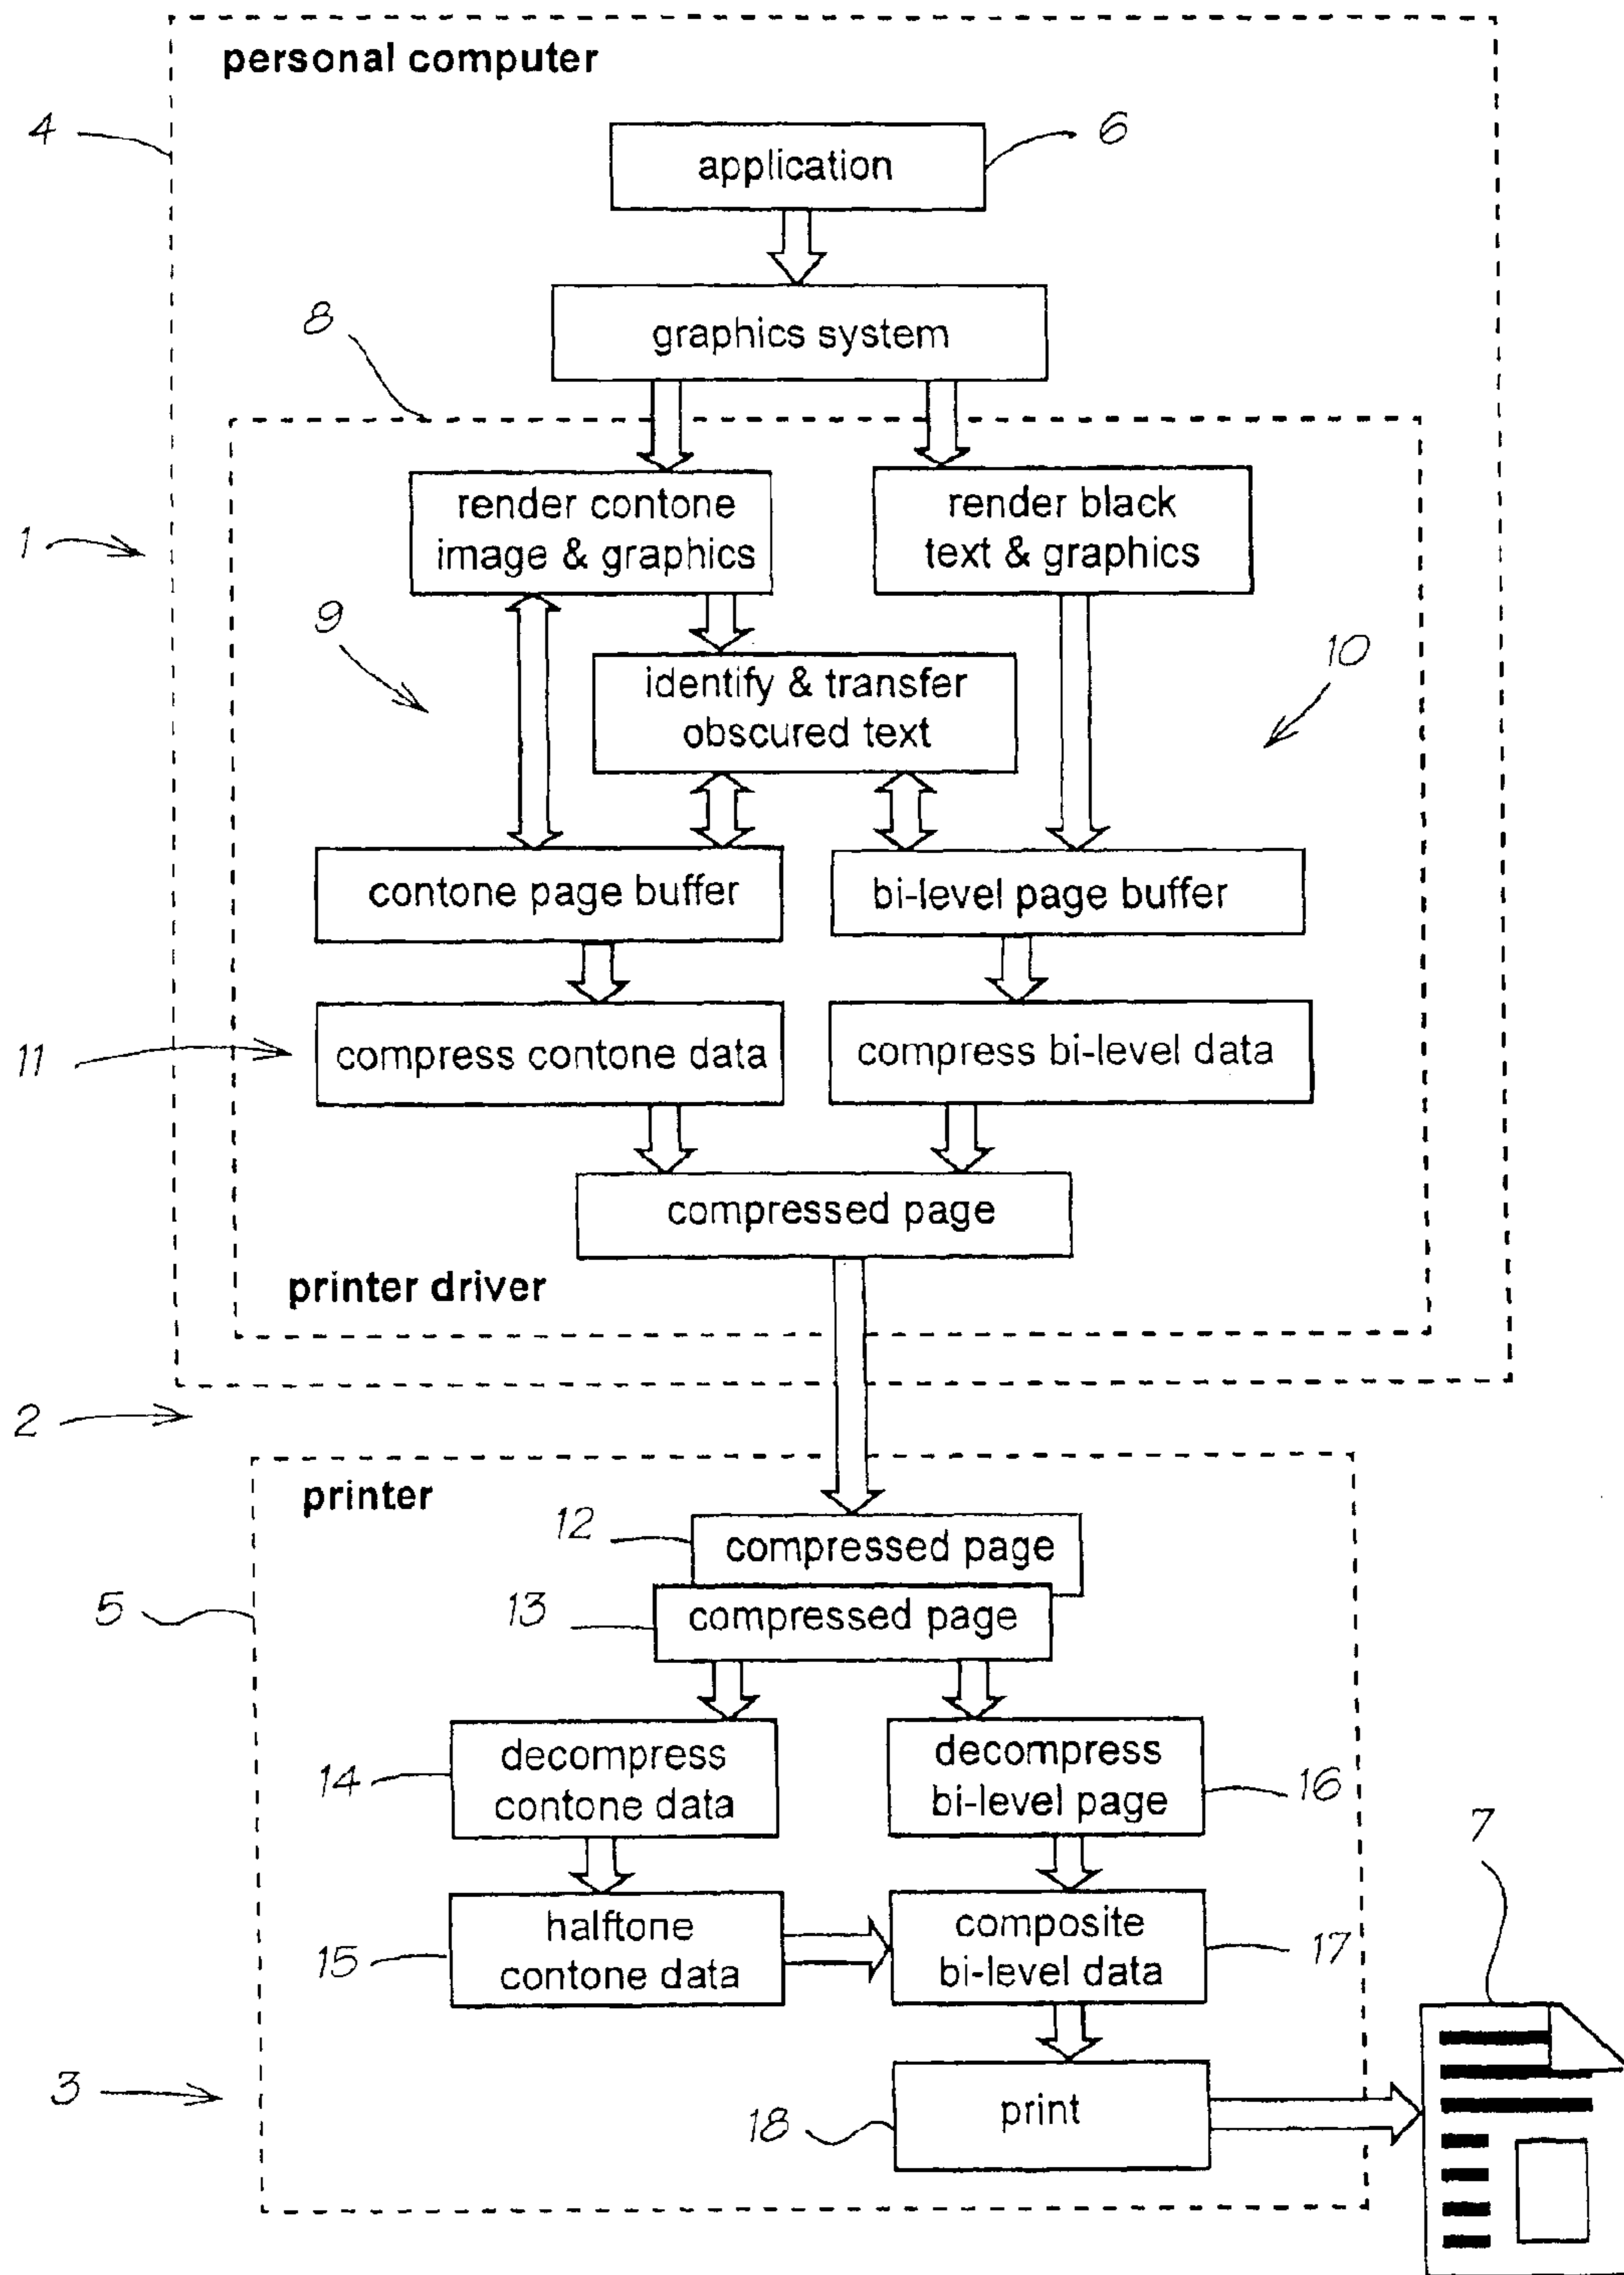 personal computer
4
application
6
graphics system
8
render contone
image & graphics
render black
text & graphics
1
9
identify & transfer
obscured text
10
contone page buffer
bi-level page buffer
11
compress contone data
compress bi-level data
compressed page
printer driver
2
printer
12
compressed page
5
13
compressed page
14
decompress
contone data
decompress
bi-level page
16
7
15
halftone
contone data
composite
bi-level data
17
3
18
print